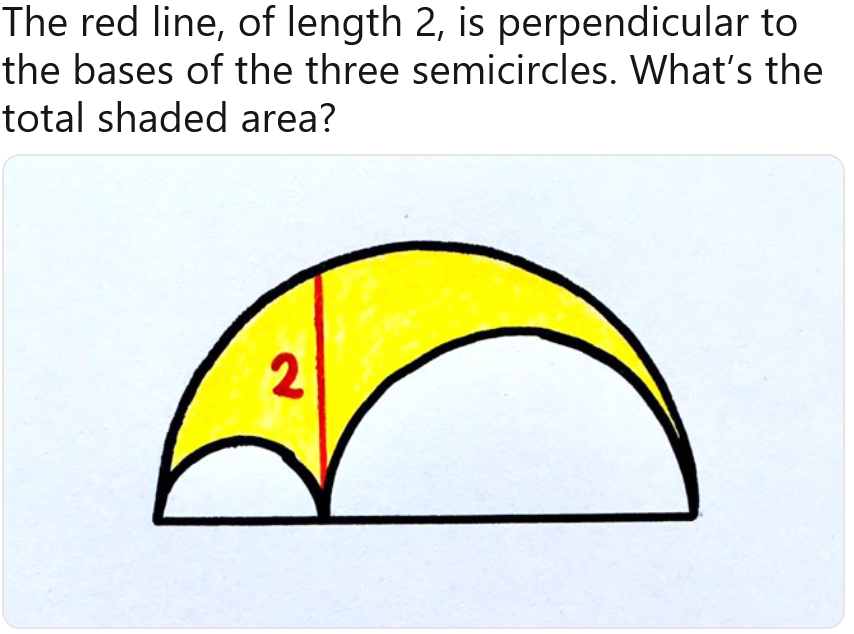 The red line, of length 2, is perpendicular to
the bases of the three semicircles. What’s the
total shaded area?
2